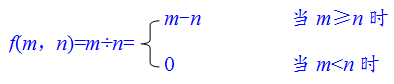 m−n 当 m≥n 时
f(m，n)=m÷n=
0 当 m<n 时